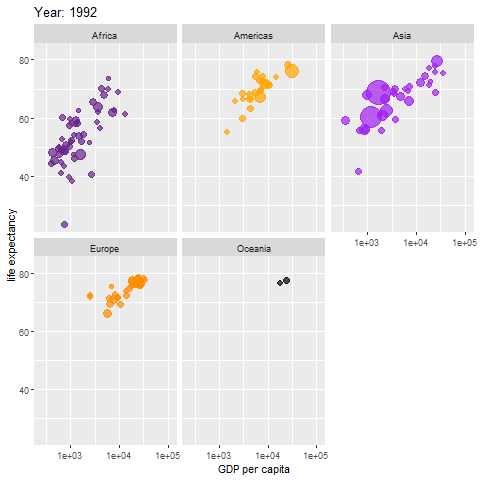 Year: 1992
Africa
Americas
Asia
80
60
40
1e+03
1e+04
1e+05
life expectancy
Europe
Oceania
80
60
40
1e+03
1e+04
1e+05
1e+03
1e+04
1e+05
GDP per capita